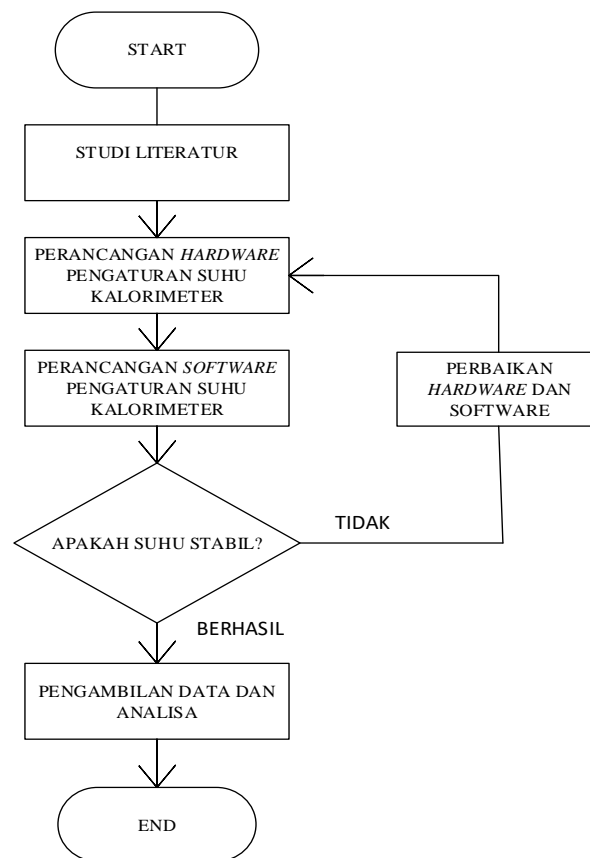 START
STUDI LITERATUR
PERANCANGAN HARDWARE
PENGATURAN SUHU
KALORIMETER
PERANCANGAN SOFTWARE
PENGATURAN SUHU
KALORIMETER
PERBAIKAN
HARDWARE DAN
SOFTWARE
APAKAH SUHU STABIL?
TIDAK
BERHASIL
PENGAMBILAN DATA DAN
ANALISA
END